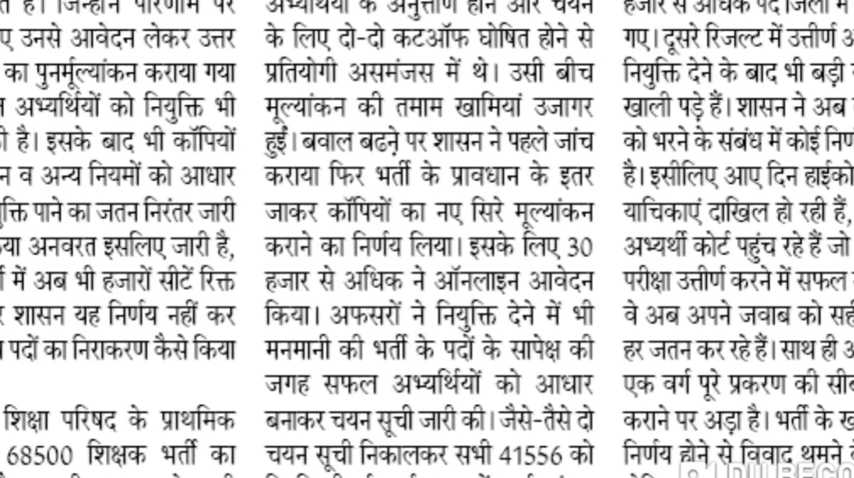 है। जिन्होंने परिणाम पर
उनसे आवेदन लेकर उत्तर
का पुनर्मूल्यांकन कराया गया
अभ्यर्थियों को नियुक्ति भी
है। इसके बाद भी कॉपियों
व अन्य नियमों को आधार
पाने का जतन निरंतर जारी
अनवरत इसलिए जारी है,
में अब भी हजारों सीटें रिक्त
शासन यह निर्णय नहीं कर
पदों का निराकरण कैसे किया
शिक्षा परिषद के प्राथमिक
68500 शिक्षक भर्ती का
अभ्यर्थियों के अनुत्तीर्ण होने और चयन
के लिए दो-दो कटऑफ घोषित होने से
प्रतियोगी असमंजस में थे। उसी बीच
मूल्यांकन की तमाम खामियां उजागर
हुईं। बवाल बढऩे पर शासन ने पहले जांच
कराया फिर भर्ती के प्रावधान के इतर
जाकर कॉपियों का नए सिरे मूल्यांकन
कराने का निर्णय लिया। इसके लिए 30
हजार से अधिक ने ऑनलाइन आवेदन
किया। अफसरों ने नियुक्ति देने में भी
मनमानी की भर्ती के पदों के सापेक्ष की
जगह सफल अभ्यर्थियों को आधार
बनाकर चयन सूची जारी की। जैसे-तैसे दो
चयन सूची निकालकर सभी 41556 को
हजार से अधिक पद जिलों में
गए। दूसरे रिजल्ट में उत्तीर्ण
नियुक्ति देने के बाद भी बड़ी
खाली पड़े हैं। शासन ने अब
को भरने के संबंध में कोई
है। इसीलिए आए दिन
याचिकाएं दाखिल हो रही हैं,
अभ्यर्थी कोर्ट पहुंच रहे हैं जो
परीक्षा उत्तीर्ण करने में सफल
वे अब अपने जवाब को
हर जतन कर रहे हैं। साथ ही
एक वर्ग पूरे प्रकरण की
कराने पर अड़ा है। भर्ती के
निर्णय होने से विवाद थमने